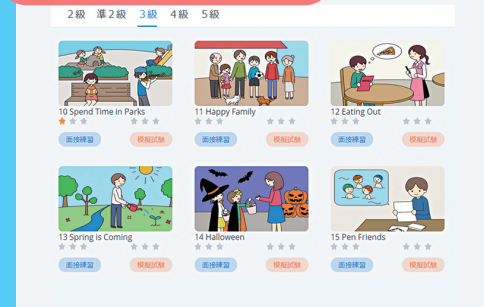 2級 準2級 3級 4級 5級
10 Spend Time in Parks
11 Happy Family
12 Eating Out
面接練習 模擬試験
面接練習 模擬試験
面接練習 模擬試験
13 Spring is Coming
14 Halloween
15 Pen Friends
面接練習 模擬試験
面接練習 模擬試験
面接練習 模擬試験